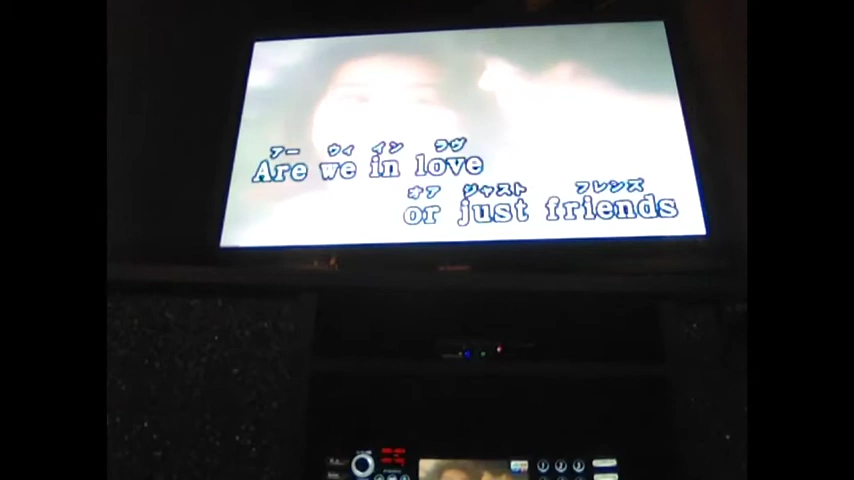 アー ウィ イン ラヴ
Are we in love
オア ジャスト フレンズ
or just friends